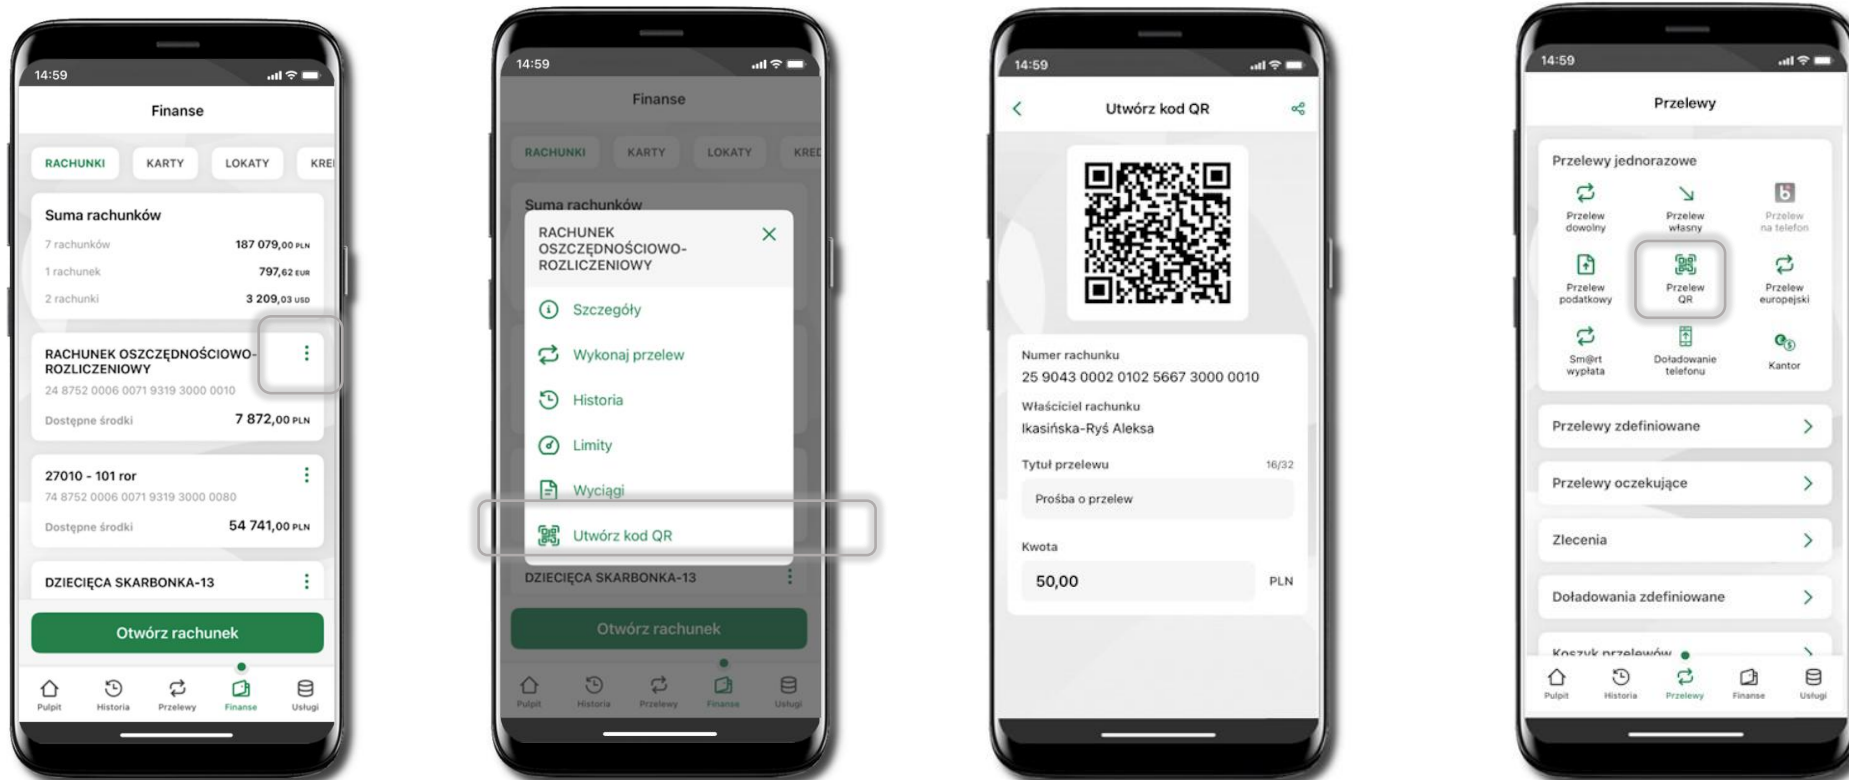 14:59
Finanse
RACHUNKI KARTY LOKATY KRE
Suma rachunków
7 rachunków 187 079,00 PLN
1 rachunek 797,62 EUR
2 rachunki 3 209,03 USD
RACHUNEK OSZCZĘDNOŚCIOWO-
ROZLICZENIOWY
24 8752 0006 0071 9319 3000 0010
Dostępne środki 7 872,00 PLN
27010 - 101 ror
74 8752 0006 0071 9319 3000 0080
Dostępne środki 54 741,00 PLN
DZIECIĘCA SKARBONKA-13
Otwórz rachunek
Pulpit Historia Przelewy Finanse Usługi
14:59
Finanse
RACHUNKI KARTY LOKATY KRED
Suma rachunków
RACHUNEK
OSZCZĘDNOŚCIOWO-
ROZLICZENIOWY
Szczegóły
Wykonaj przelew
Historia
Limity
Wyciągi
Utwórz kod QR
DZIECIĘCA SKARBONKA-13
Otwórz rachunek
Pulpit Historia Przelewy Finanse Usługi
14:59
Utwórz kod QR
Numer rachunku
25 9043 0002 0102 5667 3000 0010
Właściciel rachunku
Ikasińska-Ryś Aleksa
Tytuł przelewu 16/32
Prośba o przelew
Kwota
50,00 PLN
14:59
Przelewy
Przelewy jednorazowe
Przelew dowolny
Przelew własny
Przelew na telefon
Przelew podatkowy
Przelew QR
Przelew europejski
Sm@rt wypłata
Doładowanie telefonu
Kantor
Przelewy zdefiniowane
Przelewy oczekujące
Zlecenia
Doładowania zdefiniowane
Koszyk przelewów
Pulpit Historia Przelewy Finanse Usługi